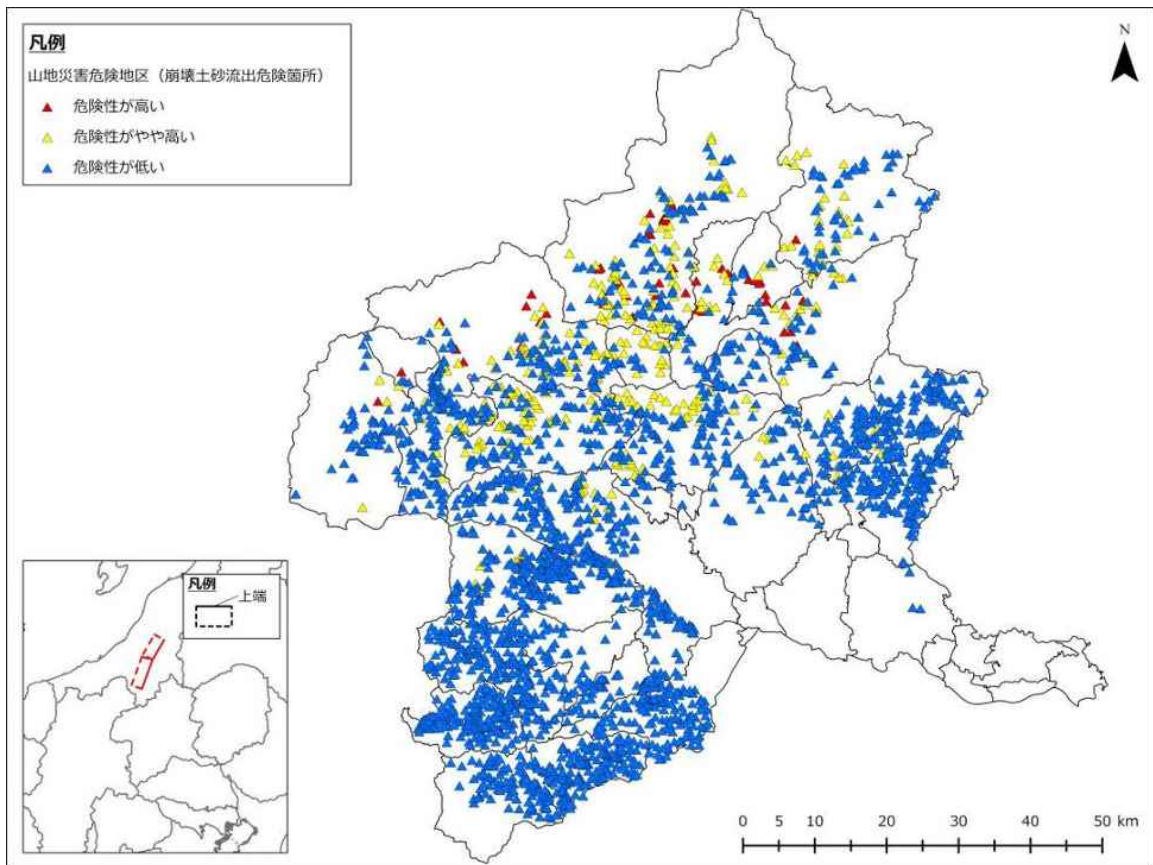 凡例
山地災害危険地区（崩壊土砂流出危険箇所）
危険性が高い
危険性がやや高い
危険性が低い
N
凡例
上端
0 5 10 20 30 40 50 km